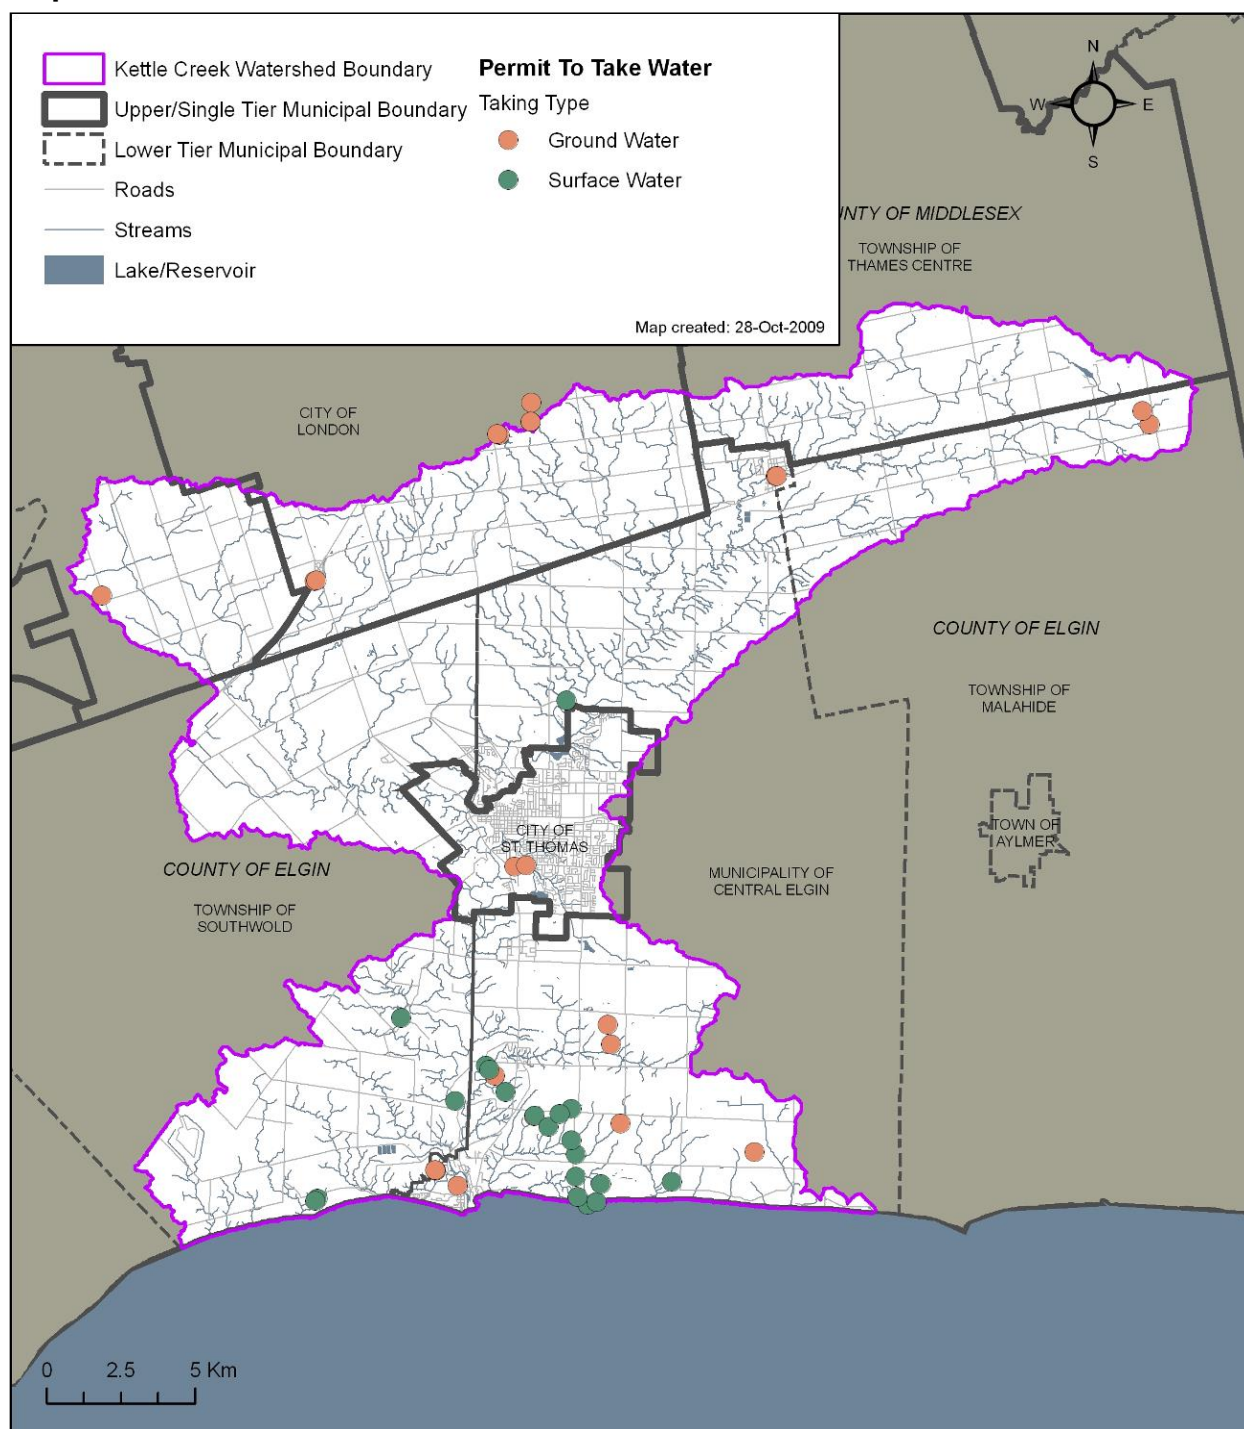 Kettle Creek Watershed Boundary
Upper/Single Tier Municipal Boundary
Lower Tier Municipal Boundary
Roads
Streams
Lake/Reservoir
Permit To Take Water
Taking Type
Ground Water
Surface Water
Map created: 28-Oct-2009
N
W
E
S
NTY OF MIDDLESEX
TOWNSHIP OF
THAMES CENTRE
CITY OF
LONDON
COUNTY OF ELGIN
TOWNSHIP OF
MALAHIDE
TOWN OF
AYLMER
CITY OF
ST. THOMAS
MUNICIPALITY OF
CENTRAL ELGIN
COUNTY OF ELGIN
TOWNSHIP OF
SOUTHWOLD
0 2.5 5 Km